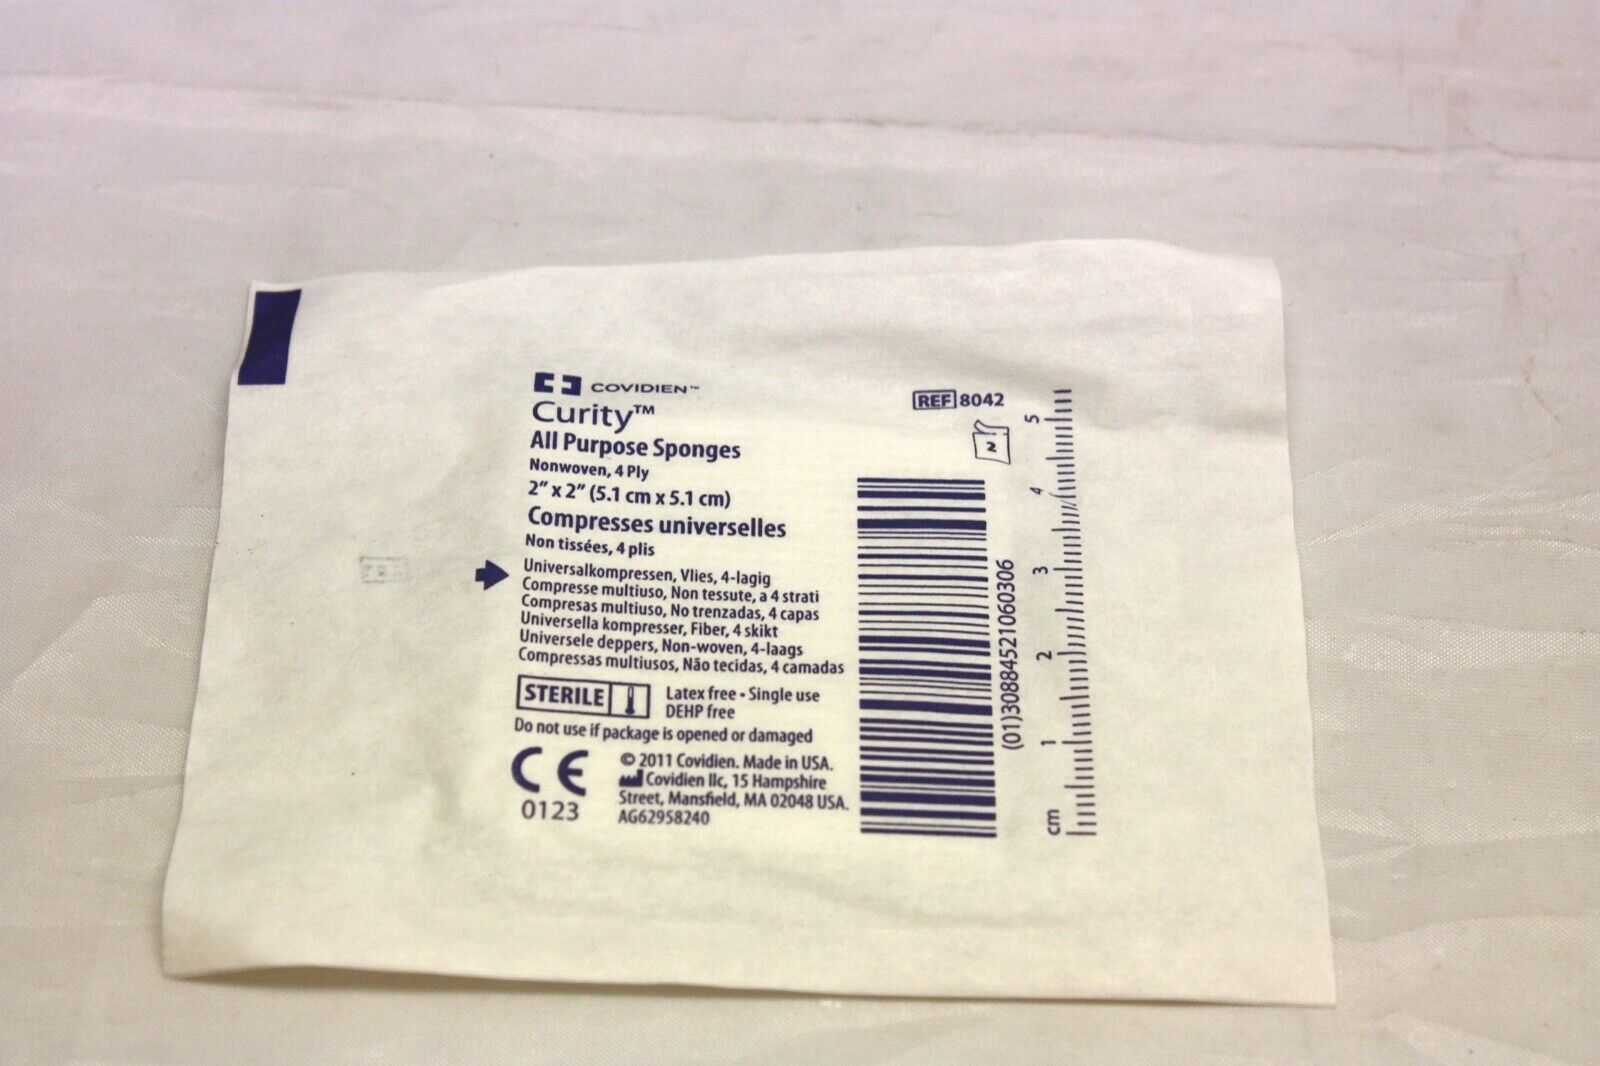 COVIDIEN™
Curity™
All Purpose Sponges
Nonwoven, 4 Ply
2” x 2” (5.1 cm x 5.1 cm)
Compresses universelles
Non tissées, 4 plis
Universalkompressen, Vlies, 4-lagig
Compresse multiuso, Non tessute, a 4 strati
Compresas multiuso, No trenzadas, 4 capas
Universella kompresser, Fiber, 4 skikt
Universele deppers, Non-woven, 4-laags
Compressas multiusos, Não tecidas, 4 camadas
STERILE
Latex free • Single use
DEHP free
Do not use if package is opened or damaged
CE
0123
© 2011 Covidien. Made in USA.
Covidien llc, 15 Hampshire
Street, Mansfield, MA 02048 USA.
AG62958240
REF 8042
2
(01)30884521060306
cm 1 2 3 4 5